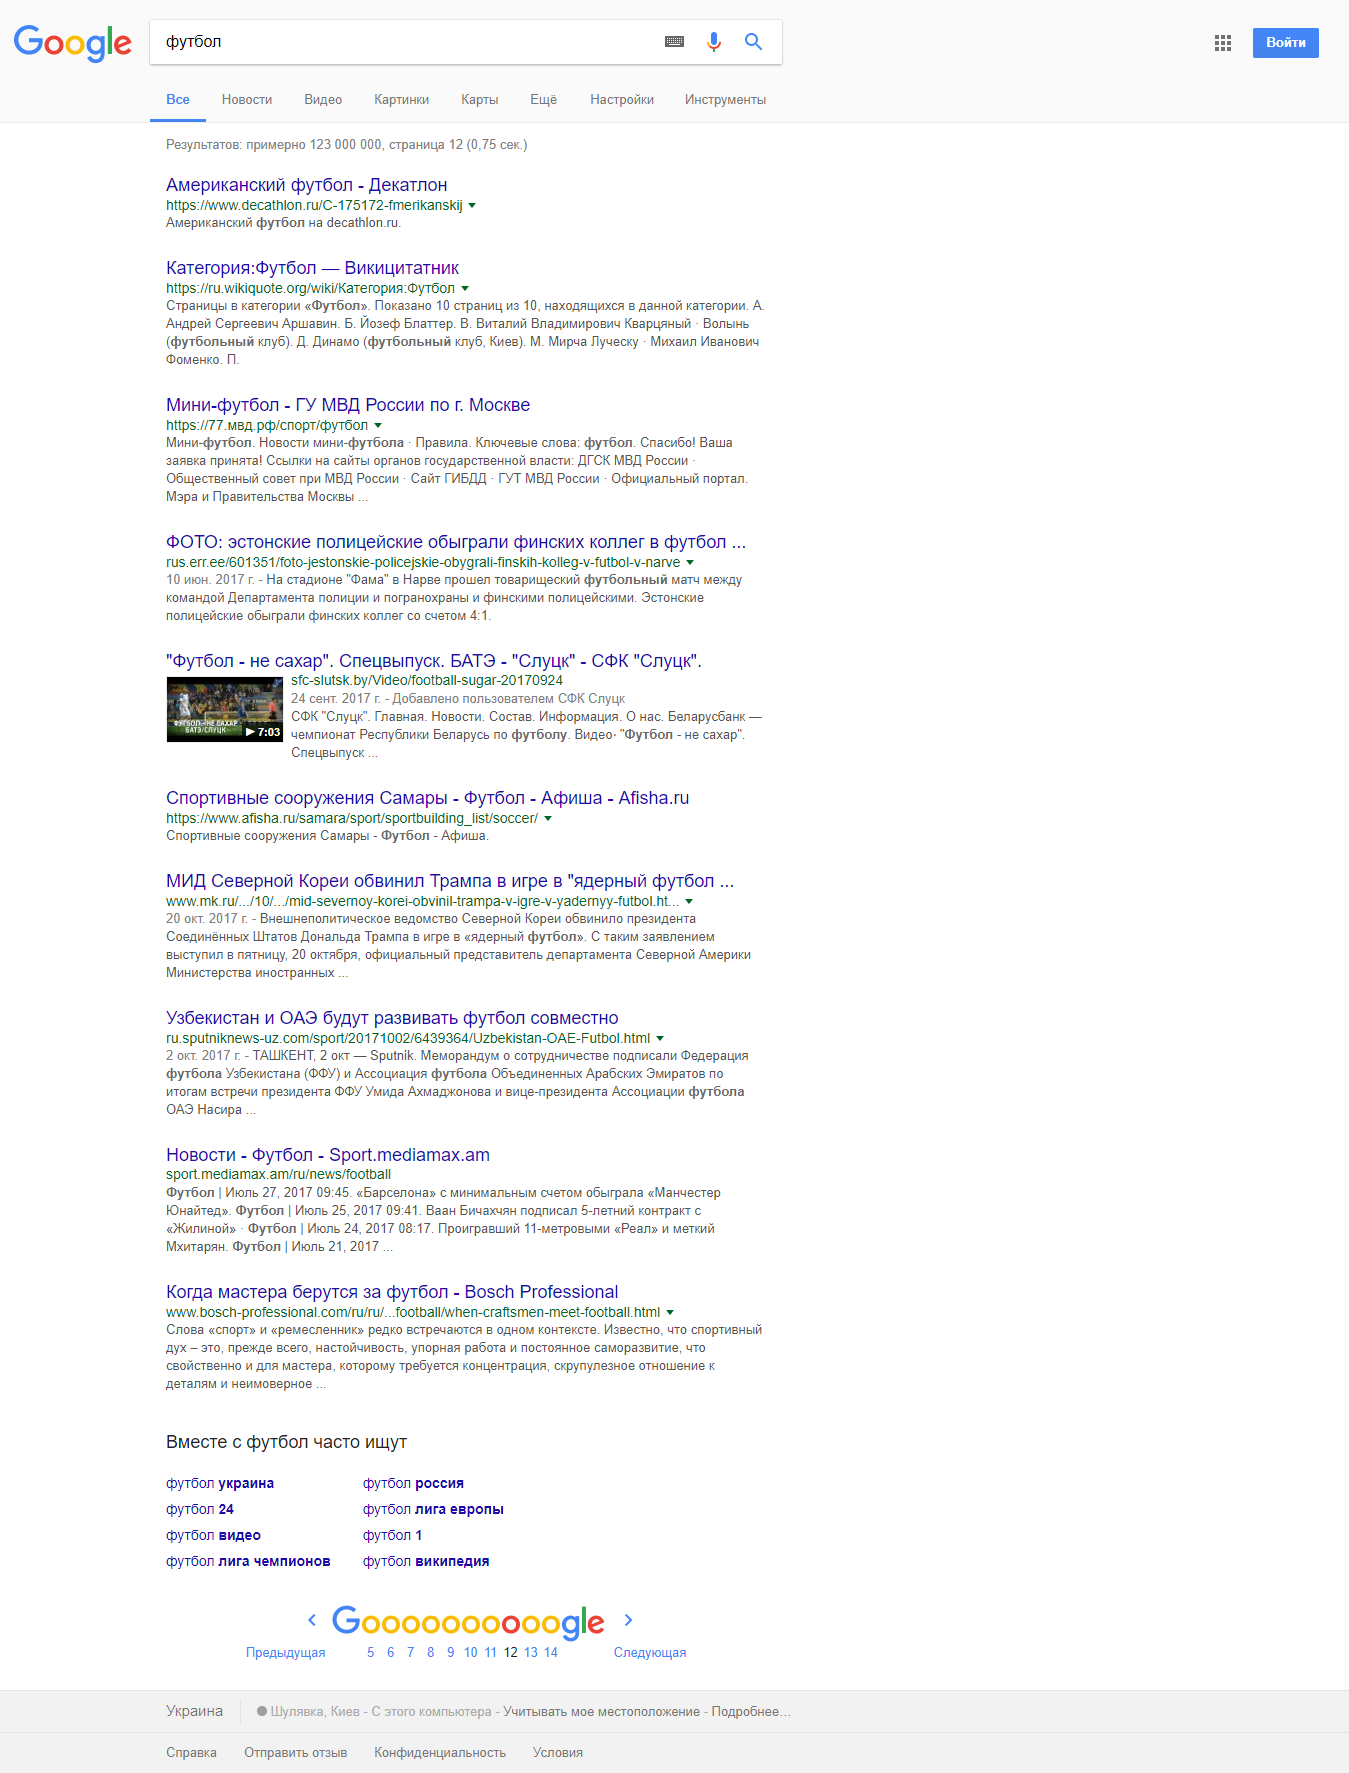 Google
футбол
Войти
Все Новости Видео Картинки Карты Ещё Настройки Инструменты
Результатов: примерно 123 000 000, страница 12 (0,75 сек.)
Американский футбол - Декатлон
https://www.decathlon.ru/C-175172-fmerikanskij
Американский футбол на decathlon.ru.
Категория:Футбол — Викицитатник
https://ru.wikiquote.org/wiki/Категория:Футбол
Страницы в категории «Футбол». Показано 10 страниц из 10, находящихся в данной категории. А.
Андрей Сергеевич Аршавин. Б. Йозеф Блаттер. В. Виталий Владимирович Кварцяный · Волынь
(футбольный клуб). Д. Динамо (футбольный клуб, Киев). М. Мирча Луческу · Михаил Иванович
Фоменко. П.
Мини-футбол - ГУ МВД России по г. Москве
https://77.мвд.рф/спорт/футбол
Мини-футбол. Новости мини-футбола · Правила. Ключевые слова: футбол. Спасибо! Ваша
заявка принята! Ссылки на сайты органов государственной власти: ДГСК МВД России ·
Общественный совет при МВД России · Сайт ГИБДД · ГУТ МВД России · Официальный портал.
Мэра и Правительства Москвы ...
ФОТО: эстонские полицейские обыграли финских коллег в футбол ...
rus.err.ee/601351/foto-jestonskie-policejskie-obygrali-finskih-kolleg-v-futbol-v-narve
10 июн. 2017 г. - На стадионе "Фама" в Нарве прошел товарищеский футбольный матч между
командой Департамента полиции и погранохраны и финскими полицейскими. Эстонские
полицейские обыграли финских коллег со счетом 4:1.
"Футбол - не сахар". Спецвыпуск. БАТЭ - "Слуцк" - СФК "Слуцк".
sfc-slutsk.by/Video/football-sugar-20170924
24 сент. 2017 г. - Добавлено пользователем СФК Слуцк
СФК "Слуцк". Главная. Новости. Состав. Информация. О нас. Беларусбанк —
чемпионат Республики Беларусь по футболу. Видео· "Футбол - не сахар".
Спецвыпуск ...
ФУТБОЛ - НЕ САХАР
БАТЭ/СЛУЦК
7:03
Спортивные сооружения Самары - Футбол - Афиша - Afisha.ru
https://www.afisha.ru/samara/sport/sportbuilding_list/soccer/
Спортивные сооружения Самары - Футбол - Афиша.
МИД Северной Кореи обвинил Трампа в игре в "ядерный футбол ...
www.mk.ru/.../10/.../mid-severnoy-korei-obvinil-trampa-v-igre-v-yadernyy-futbol.ht...
20 окт. 2017 г. - Внешнеполитическое ведомство Северной Кореи обвинило президента
Соединённых Штатов Дональда Трампа в игре в «ядерный футбол». С таким заявлением
выступил в пятницу, 20 октября, официальный представитель департамента Северной Америки
Министерства иностранных ...
Узбекистан и ОАЭ будут развивать футбол совместно
ru.sputniknews-uz.com/sport/20171002/6439364/Uzbekistan-OAE-Futbol.html
2 окт. 2017 г. - ТАШКЕНТ, 2 окт — Sputnik. Меморандум о сотрудничестве подписали Федерация
футбола Узбекистана (ФФУ) и Ассоциация футбола Объединенных Арабских Эмиратов по
итогам встречи президента ФФУ Умида Ахмаджонова и вице-президента Ассоциации футбола
ОАЭ Насира ...
Новости - Футбол - Sport.mediamax.am
sport.mediamax.am/ru/news/football
Футбол | Июль 27, 2017 09:45. «Барселона» с минимальным счетом обыграла «Манчестер
Юнайтед». Футбол | Июль 25, 2017 09:41. Ваан Бичахчян подписал 5-летний контракт с
«Жилиной» · Футбол | Июль 24, 2017 08:17. Проигравший 11-метровыми «Реал» и меткий
Мхитарян. Футбол | Июль 21, 2017 ...
Когда мастера берутся за футбол - Bosch Professional
www.bosch-professional.com/ru/ru/...football/when-craftsmen-meet-football.html
Слова «спорт» и «ремесленник» редко встречаются в одном контексте. Известно, что спортивный
дух – это, прежде всего, настойчивость, упорная работа и постоянное саморазвитие, что
свойственно и для мастера, которому требуется концентрация, скрупулезное отношение к
деталям и неимоверное ...
Вместе с футбол часто ищут
футбол украина футбол россия
футбол 24 футбол лига европы
футбол видео футбол 1
футбол лига чемпионов футбол википедия
Goooooooooogle
Предыдущая 5 6 7 8 9 10 11 12 13 14 Следующая
Украина Шулявка, Киев - С этого компьютера - Учитывать мое местоположение - Подробнее…
Справка Отправить отзыв Конфиденциальность Условия